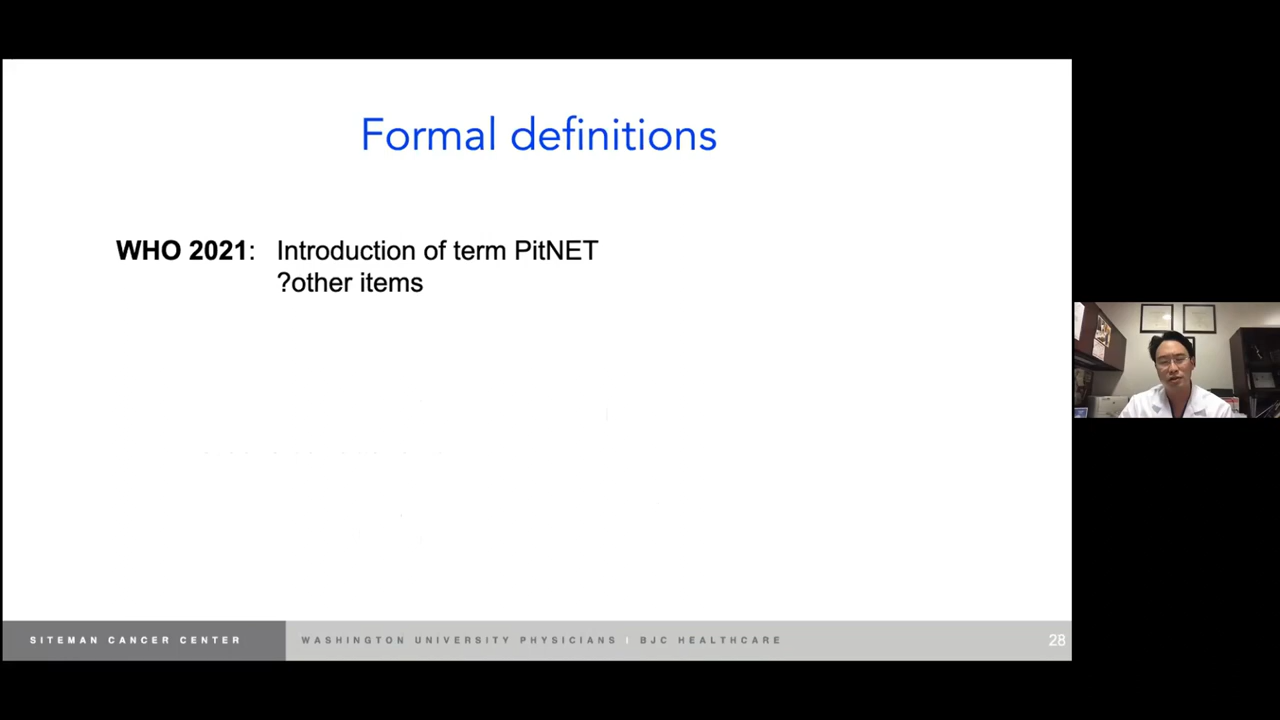 Formal definitions
WHO 2021: Introduction of term PitNET
?other items
SITEMAN CANCER CENTER WASHINGTON UNIVERSITY PHYSICIANS | BJC HEALTHCARE 28